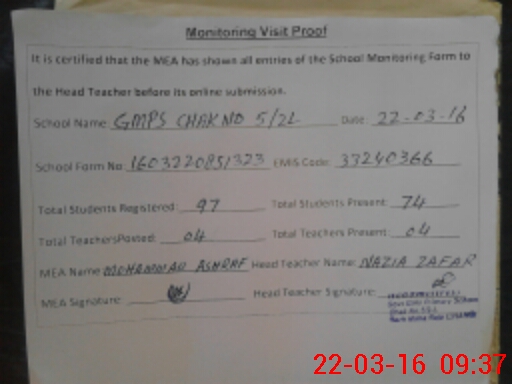 Monitoring Visit Proof
It is certified that the MEA has shown all entries of the School Monitoring Form to
the Head Teacher before its online submission.
School Name: GMPS CHAK NO 5/2L Date: 22-03-16
School Form No: 1603220851323 EMIS Code: 33240366
Total Students Registered: 97 Total Students Present: 74
Total Teachers Posted: 04 Total Teachers Present: 04
MEA Name: MOHAMMAD ASHRAF Head Teacher Name: NAZIA ZAFAR
MEA Signature: Head Teacher Signature:
Primary School
22-03-16 09:37